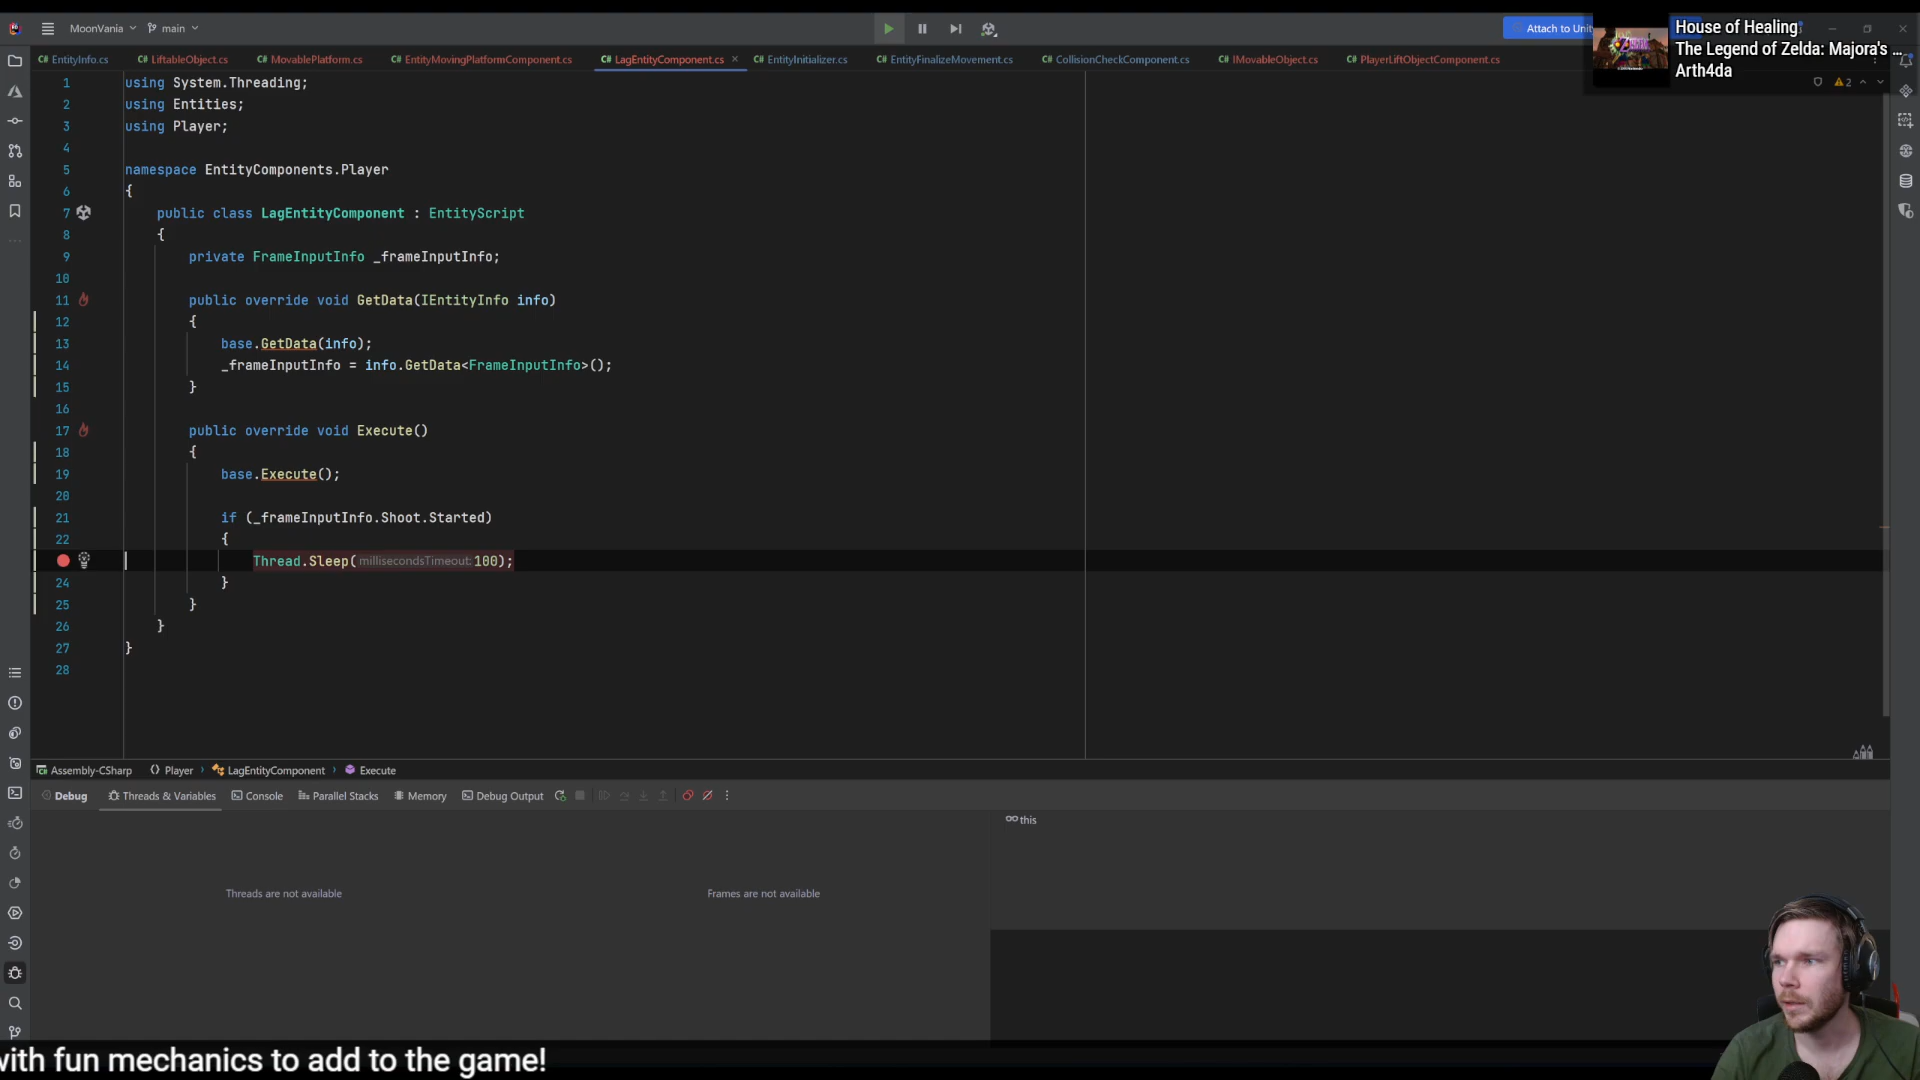 MoonVania
main
Attach to Unit
House of Healing
The Legend of Zelda: Majora's ...
Arth4da
EntityInfo.cs
LiftableObject.cs
MovablePlatform.cs
EntityMovingPlatformComponent.cs
LagEntityComponent.cs
EntityInitializer.cs
EntityFinalizeMovement.cs
CollisionCheckComponent.cs
IMovableObject.cs
PlayerLiftObjectComponent.cs
2
1 using System.Threading;
2 using Entities;
3 using Player;
4
5 namespace EntityComponents.Player
6 {
7 public class LagEntityComponent : EntityScript
8 {
9 private FrameInputInfo _frameInputInfo;
10
11 public override void GetData(IEntityInfo info)
12 {
13 base.GetData(info);
14 _frameInputInfo = info.GetData<FrameInputInfo>();
15 }
16
17 public override void Execute()
18 {
19 base.Execute();
20
21 if (_frameInputInfo.Shoot.Started)
22 {
Thread.Sleep( millisecondsTimeout: 100);
24 }
25 }
26 }
27 }
28
Assembly-CSharp
Player
LagEntityComponent
Execute
Debug
Threads & Variables
Console
Parallel Stacks
Memory
Debug Output
this
Threads are not available
Frames are not available
with fun mechanics to add to the game!